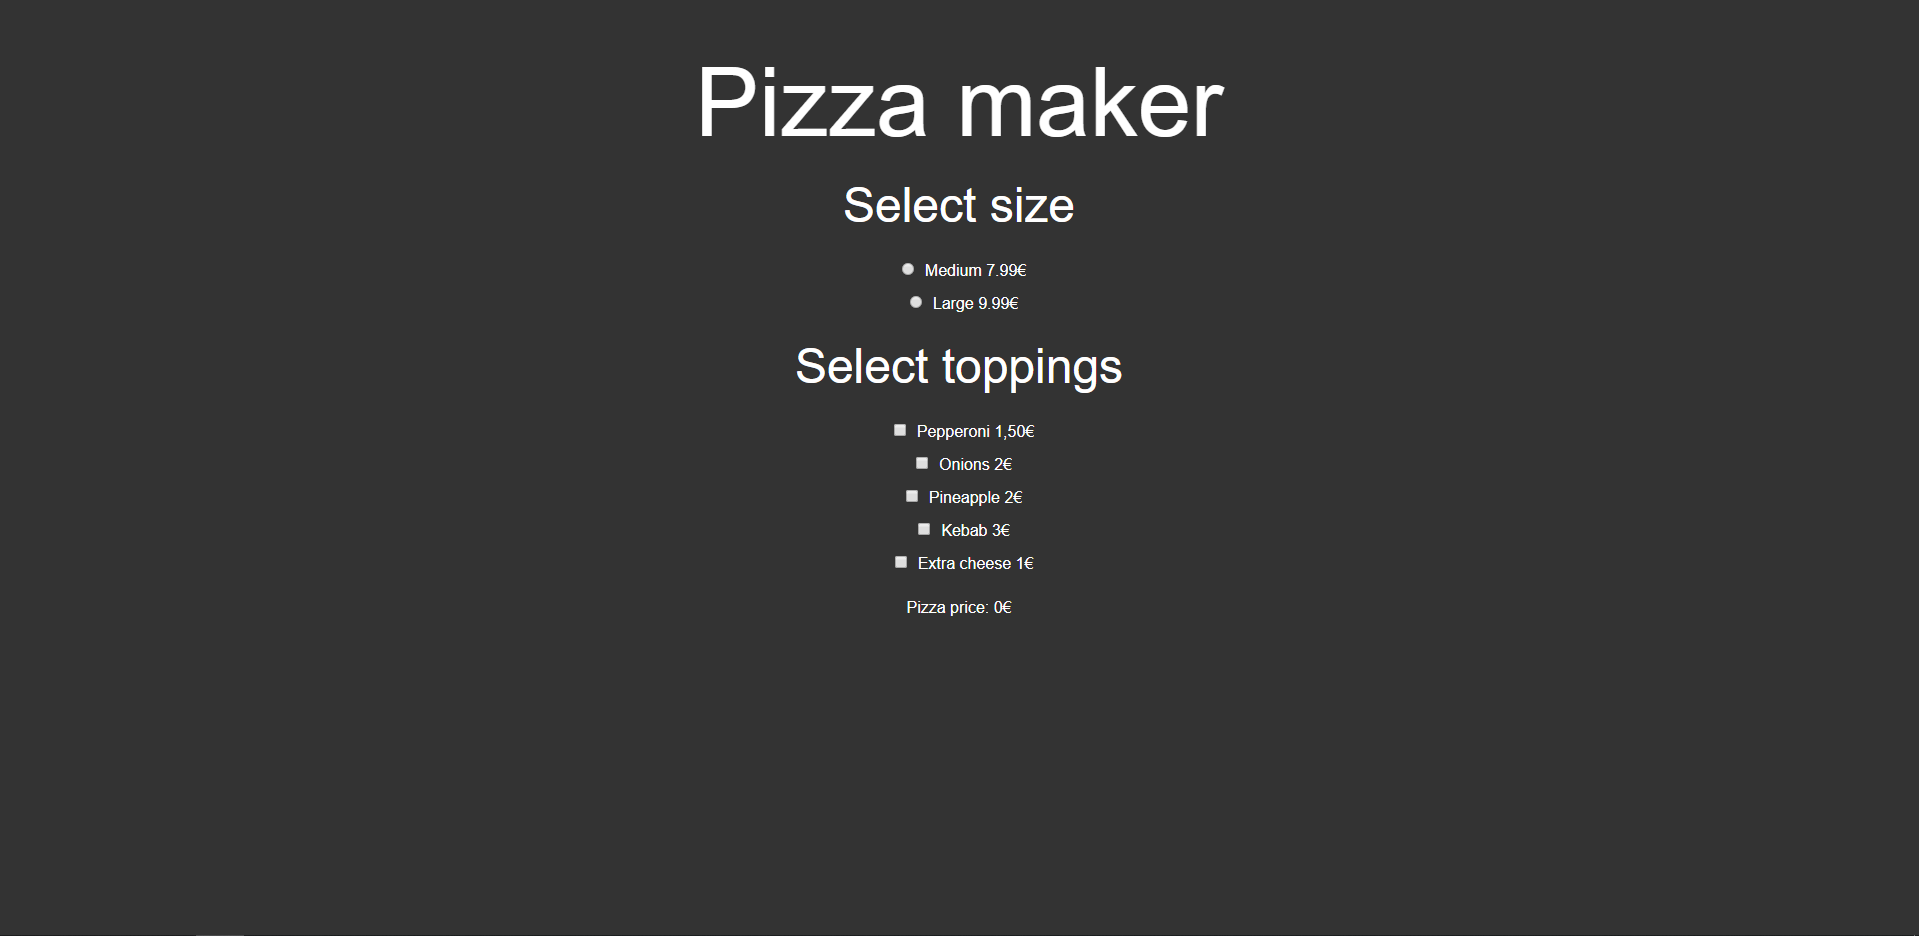 Pizza maker
Select size
Medium 7.99€
Large 9.99€
Select toppings
Pepperoni 1,50€
Onions 2€
Pineapple 2€
Kebab 3€
Extra cheese 1€
Pizza price: 0€